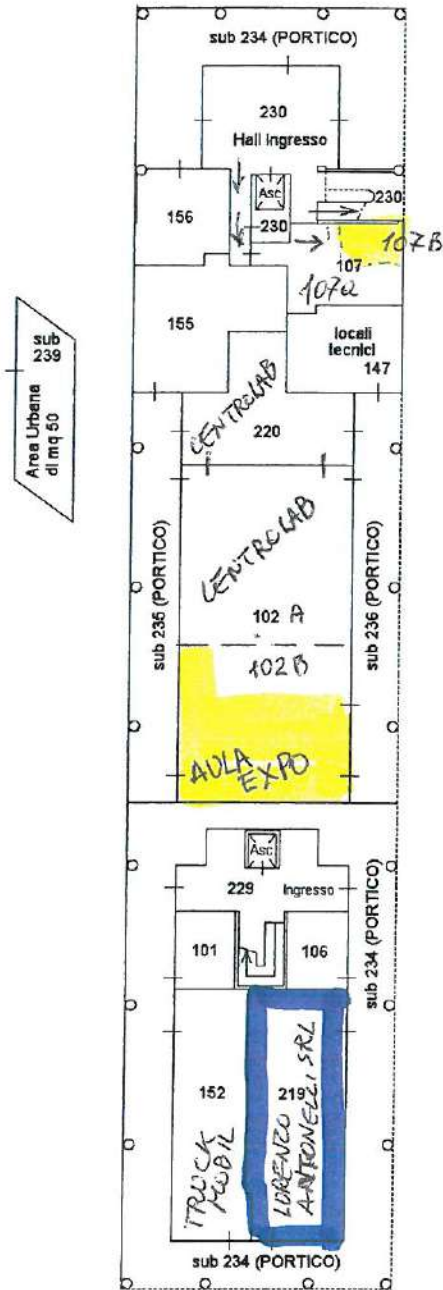 sub 234 (PORTICO)
230
Hall ingresso
Asc
230
230
156
107 B
107
107a
155
locali
tecnici
147
sub
239
Area Urbana
di mq 50
CENTROLAB
220
CENTROLAB
102 A
102 B
sub 235 (PORTICO)
sub 236 (PORTICO)
AULA
EXPO
Asc
229
Ingresso
101
106
sub 234 (PORTICO)
152
219
TRUCK
MOBIL
LORENZO
ANTONELLI SRL
sub 234 (PORTICO)